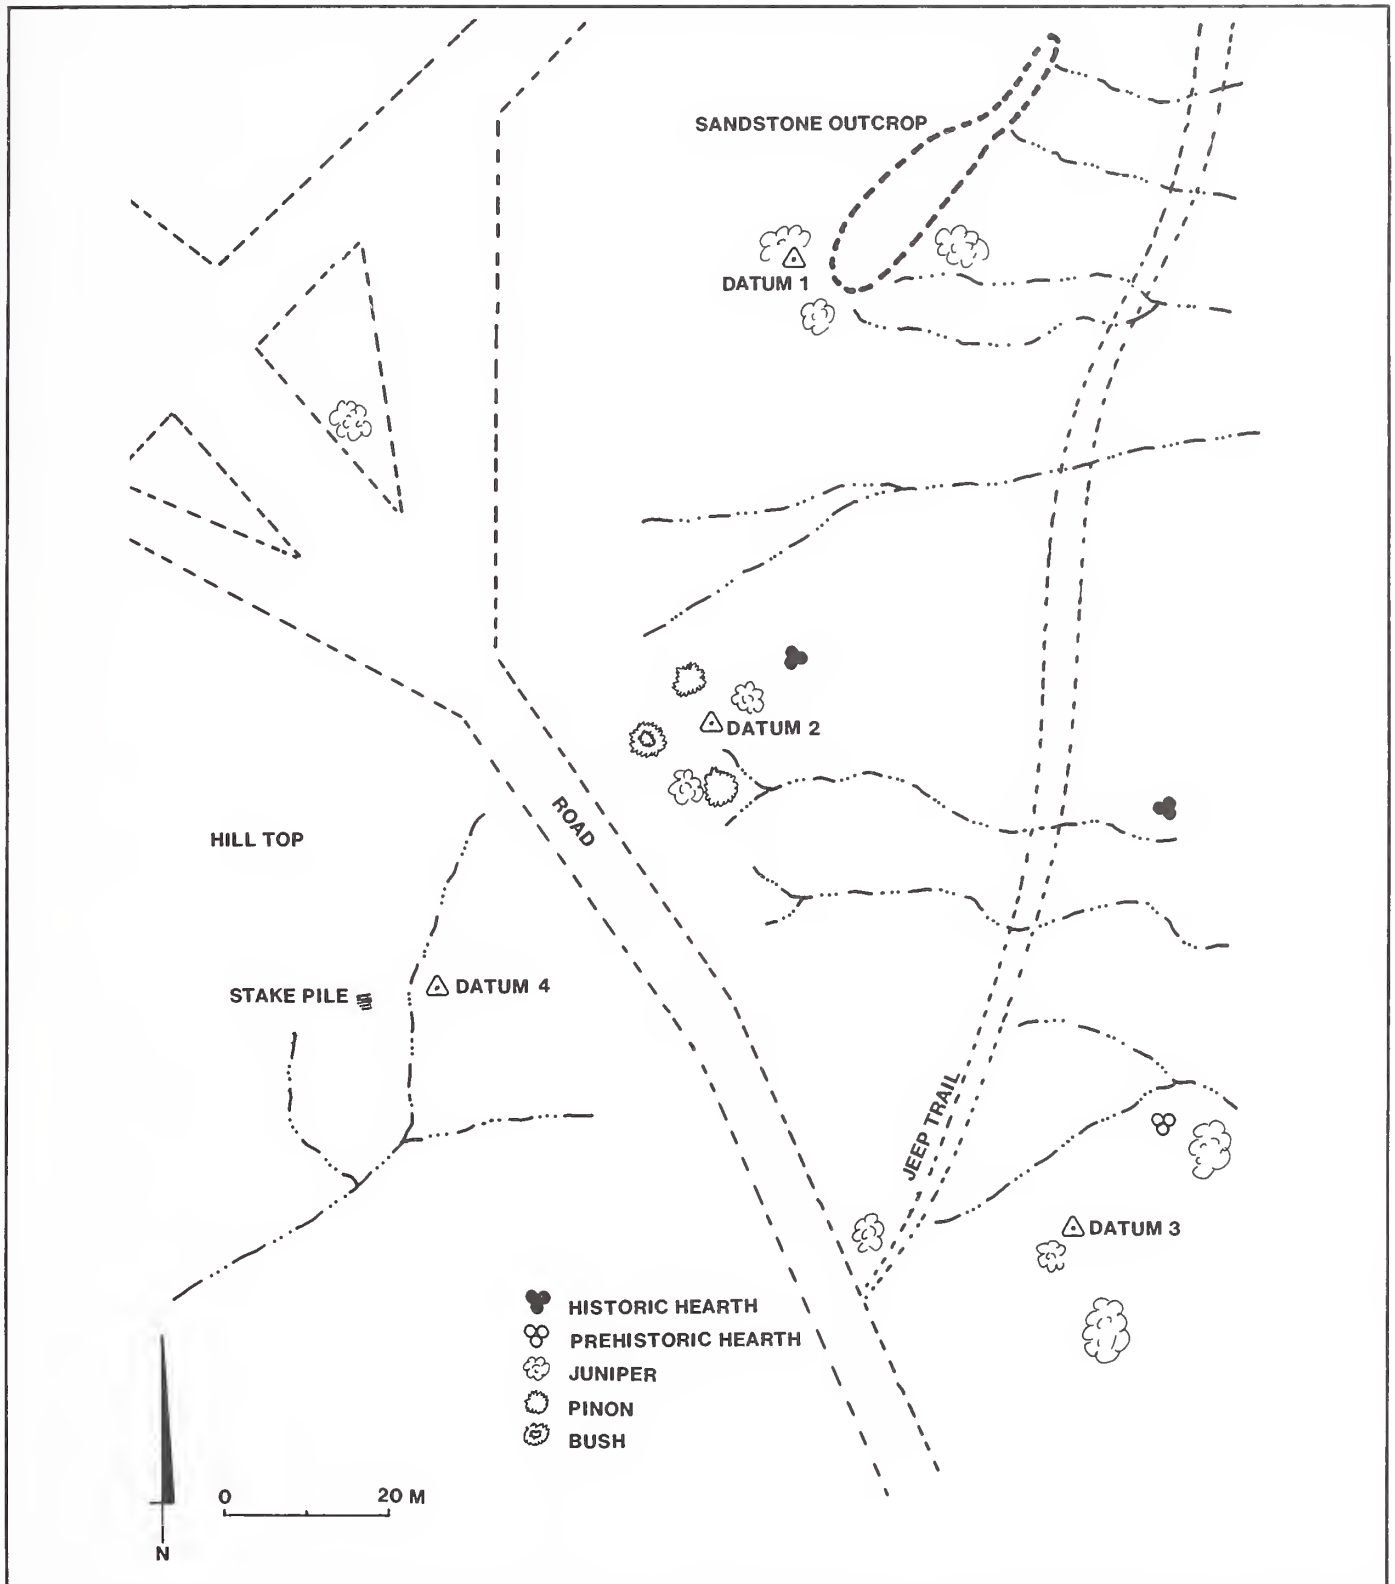 SANDSTONE OUTCROP
DATUM 1
DATUM 2
ROAD
HILL TOP
STAKE PILE
DATUM 4
JEEP TRAIL
DATUM 3
HISTORIC HEARTH
PREHISTORIC HEARTH
JUNIPER
PINON
BUSH
0 20 M
N